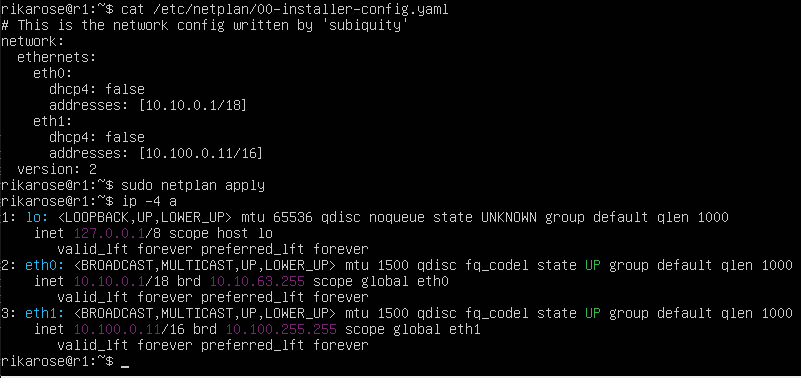 rikarose@r1:~$ cat /etc/netplan/00-installer-config.yaml
# This is the network config written by 'subiquity'
network:
  ethernets:
    eth0:
      dhcp4: false
      addresses: [10.10.0.1/18]
    eth1:
      dhcp4: false
      addresses: [10.100.0.11/16]
  version: 2
rikarose@r1:~$ sudo netplan apply
rikarose@r1:~$ ip -4 a
1: lo: <LOOPBACK,UP,LOWER_UP> mtu 65536 qdisc noqueue state UNKNOWN group default qlen 1000
    inet 127.0.0.1/8 scope host lo
       valid_lft forever preferred_lft forever
2: eth0: <BROADCAST,MULTICAST,UP,LOWER_UP> mtu 1500 qdisc fq_codel state UP group default qlen 1000
    inet 10.10.0.1/18 brd 10.10.63.255 scope global eth0
       valid_lft forever preferred_lft forever
3: eth1: <BROADCAST,MULTICAST,UP,LOWER_UP> mtu 1500 qdisc fq_codel state UP group default qlen 1000
    inet 10.100.0.11/16 brd 10.100.255.255 scope global eth1
       valid_lft forever preferred_lft forever
rikarose@r1:~$ _